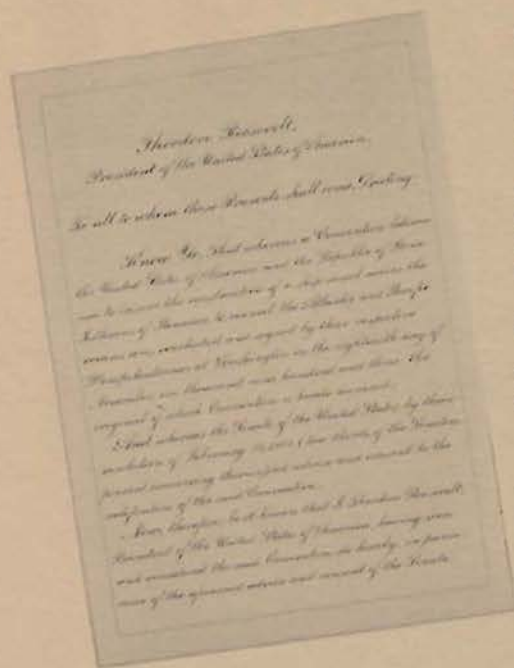 Theodore Roosevelt,
President of the United States of America,
To all to whom these Presents shall come, Greeting:
Know Ye, That whereas a Convention between
the United States of America and the Republic of Pana-
ma to insure the construction of a ship canal across the
Isthmus of Panama to connect the Atlantic and Pacific
oceans was concluded and signed by their respective
Plenipotentiaries at Washington on the eighteenth day of
November, one thousand nine hundred and three, the
original of which Convention is hereto annexed;
And whereas the Senate of the United States by their
resolution of February 1904, (two thirds of the Senators
present concurring therein) did advise and consent to the
ratification of the said Convention;
Now, therefore, be it known that I, Theodore Roosevelt,
President of the United States of America, having seen
and considered the said Convention, do hereby, in pursu-
ance of the aforesaid advice and consent of the Senate